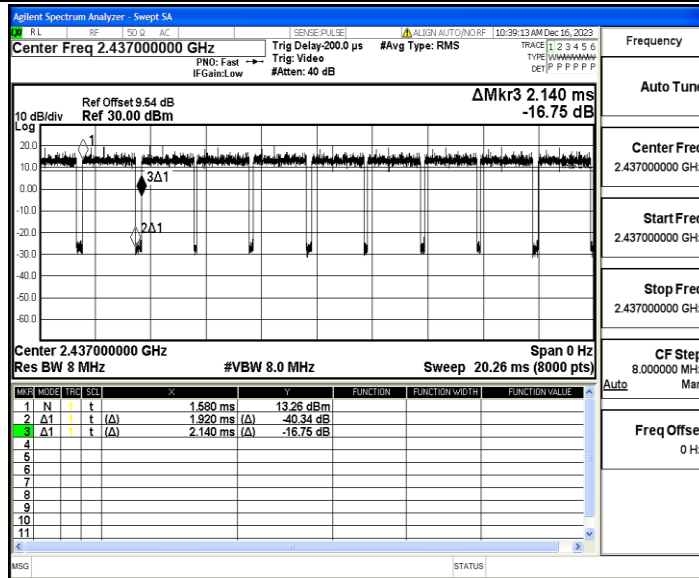 Agilent Spectrum Analyzer - Swept SA
RL RF 50 Ω AC SENSE:PULSE ALIGN AUTO/NO RF 10:39:13 AM Dec 16, 2023
Center Freq 2.437000000 GHz
PNO: Fast
IFGain:Low
Trig Delay-200.0 µs
Trig: Video
#Atten: 40 dB
#Avg Type: RMS
TRACE 1 2 3 4 5 6
TYPE WWWWWW
DET P P P P P P
Ref Offset 9.54 dB
10 dB/div Ref 30.00 dBm
Log
ΔMkr3 2.140 ms
-16.75 dB
20.0
10.0
0.00
-10.0
-20.0
-30.0
-40.0
-50.0
-60.0
1
3Δ1
2Δ1
Center 2.437000000 GHz Span 0 Hz
Res BW 8 MHz #VBW 8.0 MHz Sweep 20.26 ms (8000 pts)
MKR MODE TRC SCL X Y FUNCTION FUNCTION WIDTH FUNCTION VALUE
1 N 1 t 1.580 ms 13.26 dBm
2 Δ1 1 t (Δ) 1.920 ms (Δ) -40.34 dB
3 Δ1 1 t (Δ) 2.140 ms (Δ) -16.75 dB
4
5
6
7
8
9
10
11
MSG STATUS
Frequency
Auto Tune
Center Freq
2.437000000 GHz
Start Freq
2.437000000 GHz
Stop Freq
2.437000000 GHz
CF Step
8.000000 MHz
Auto Man
Freq Offset
0 Hz